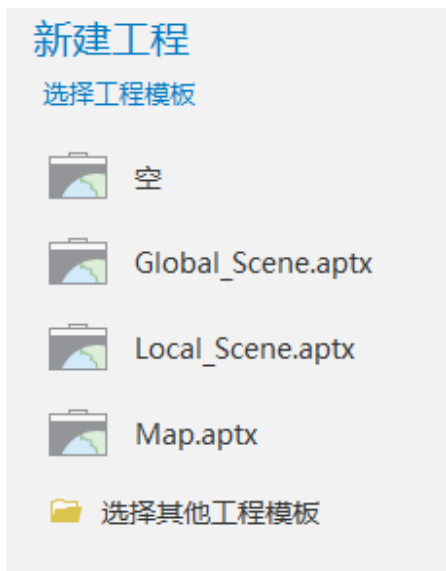 新建工程
选择工程模板
空
Global_Scene.aptx
Local_Scene.aptx
Map.aptx
选择其他工程模板